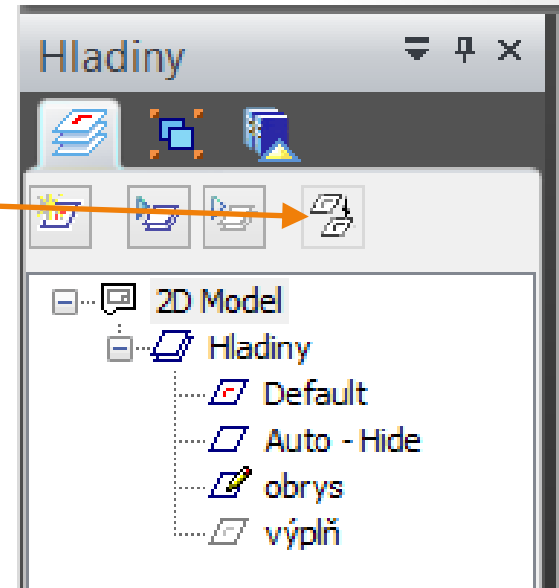 Hladiny
2D Model
Hladiny
Default
Auto - Hide
obrys
výplň